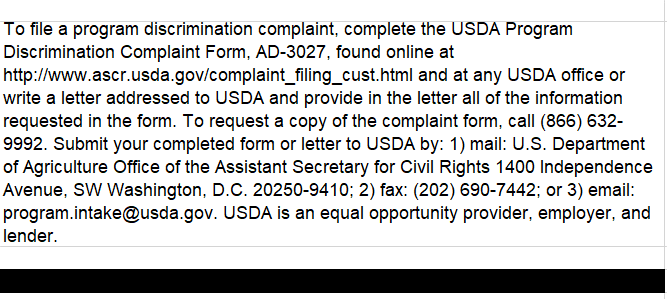 To file a program discrimination complaint, complete the USDA Program
Discrimination Complaint Form, AD-3027, found online at
http://www.ascr.usda.gov/complaint_filing_cust.html and at any USDA office or
write a letter addressed to USDA and provide in the letter all of the information
requested in the form. To request a copy of the complaint form, call (866) 632-
9992. Submit your completed form or letter to USDA by: 1) mail: U.S. Department
of Agriculture Office of the Assistant Secretary for Civil Rights 1400 Independence
Avenue, SW Washington, D.C. 20250-9410; 2) fax: (202) 690-7442; or 3) email:
program.intake@usda.gov. USDA is an equal opportunity provider, employer, and
lender.